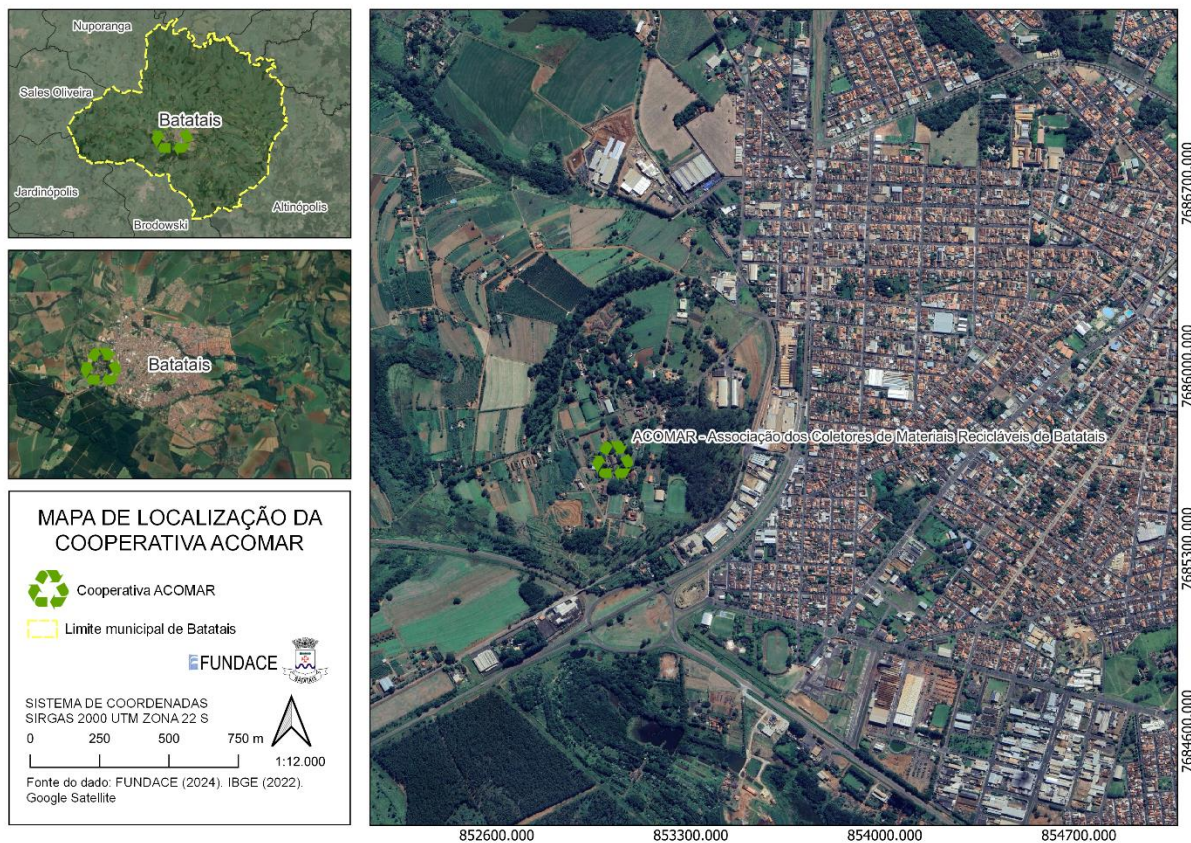 Nuporanga
Sales Oliveira
Batatais
Jardinópolis
Altinópolis
Brodowski
Batatais
MAPA DE LOCALIZAÇÃO DA
COOPERATIVA ACOMAR
Cooperativa ACOMAR
Limite municipal de Batatais
FUNDACE
BATATAIS
SISTEMA DE COORDENADAS
SIRGAS 2000 UTM ZONA 22 S
0 250 500 750 m
1:12.000
Fonte do dado: FUNDACE (2024). IBGE (2022).
Google Satellite
ACOMAR - Associação dos Coletores de Materiais Recicláveis de Batatais
7686700.000
7686000.000
7685300.000
7684600.000
852600.000 853300.000 854000.000 854700.000